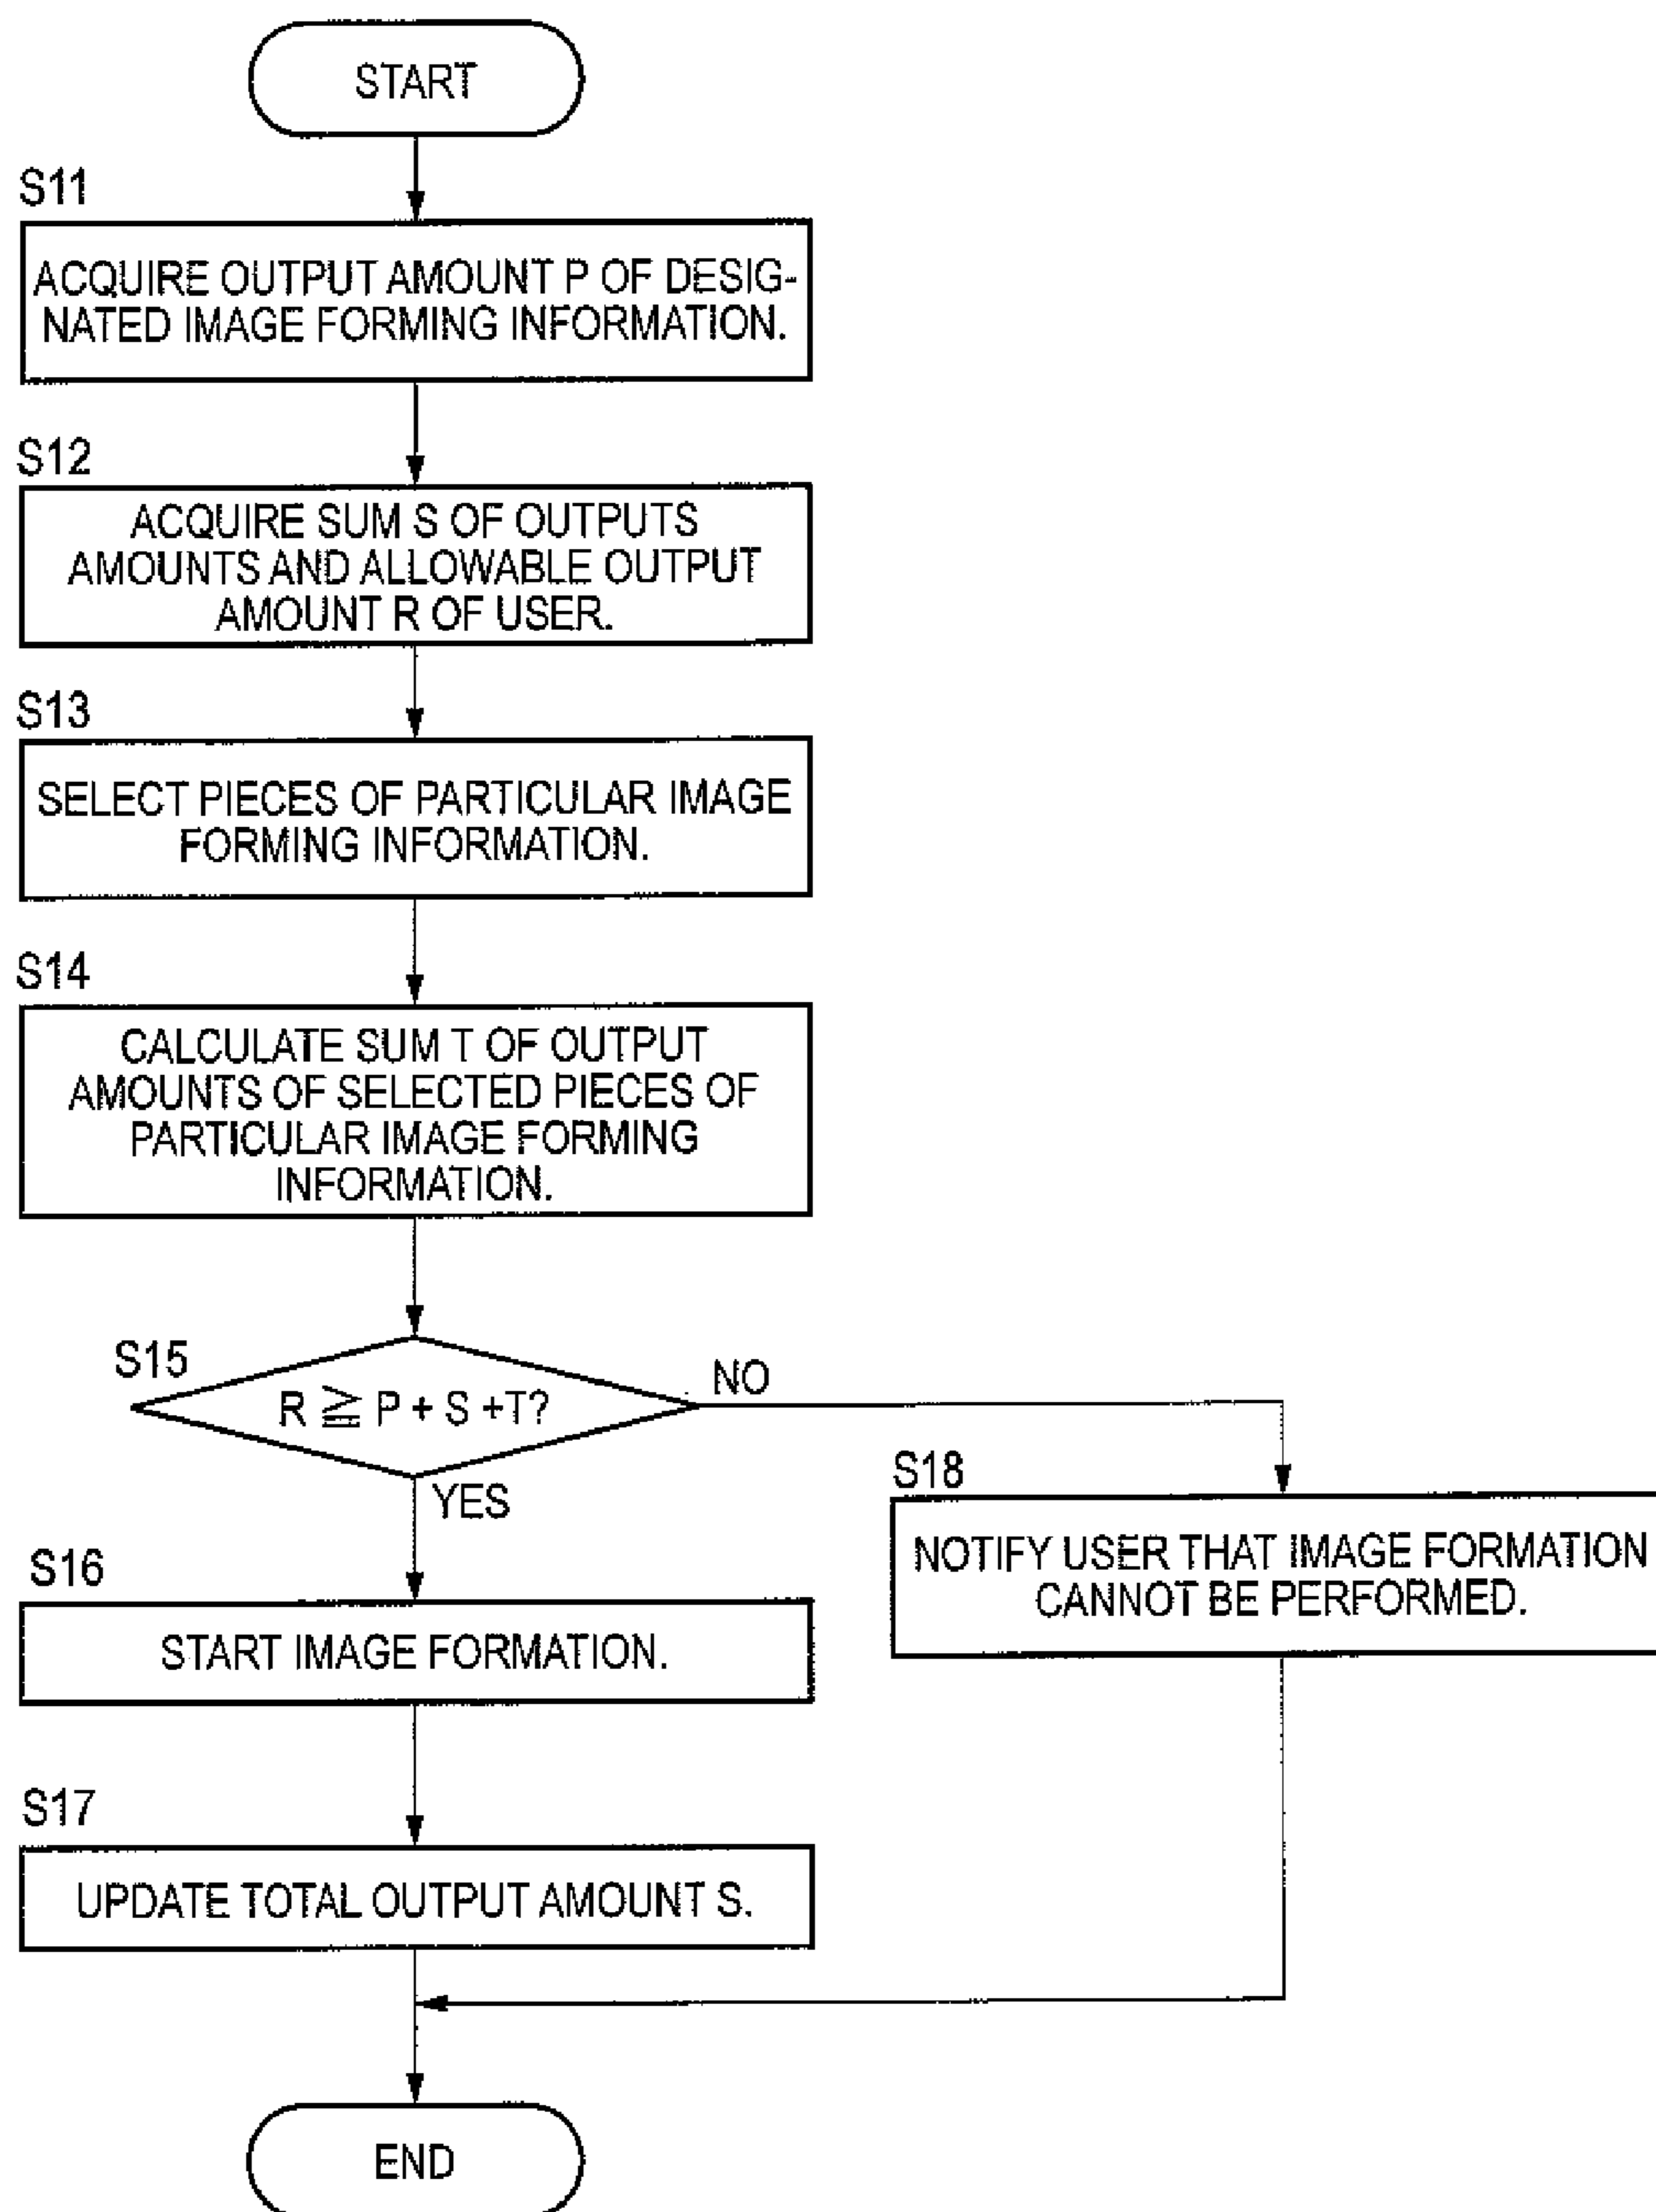 START
S11
ACQUIRE OUTPUT AMOUNT P OF DESIG-
NATED IMAGE FORMING INFORMATION.
S12
ACQUIRE SUM S OF OUTPUTS
AMOUNTS AND ALLOWABLE OUTPUT
AMOUNT R OF USER.
S13
SELECT PIECES OF PARTICULAR IMAGE
FORMING INFORMATION.
S14
CALCULATE SUM T OF OUTPUT
AMOUNTS OF SELECTED PIECES OF
PARTICULAR IMAGE FORMING
INFORMATION.
S15
R ≧ P + S +T?
NO
YES
S18
NOTIFY USER THAT IMAGE FORMATION
CANNOT BE PERFORMED.
S16
START IMAGE FORMATION.
S17
UPDATE TOTAL OUTPUT AMOUNT S.
END